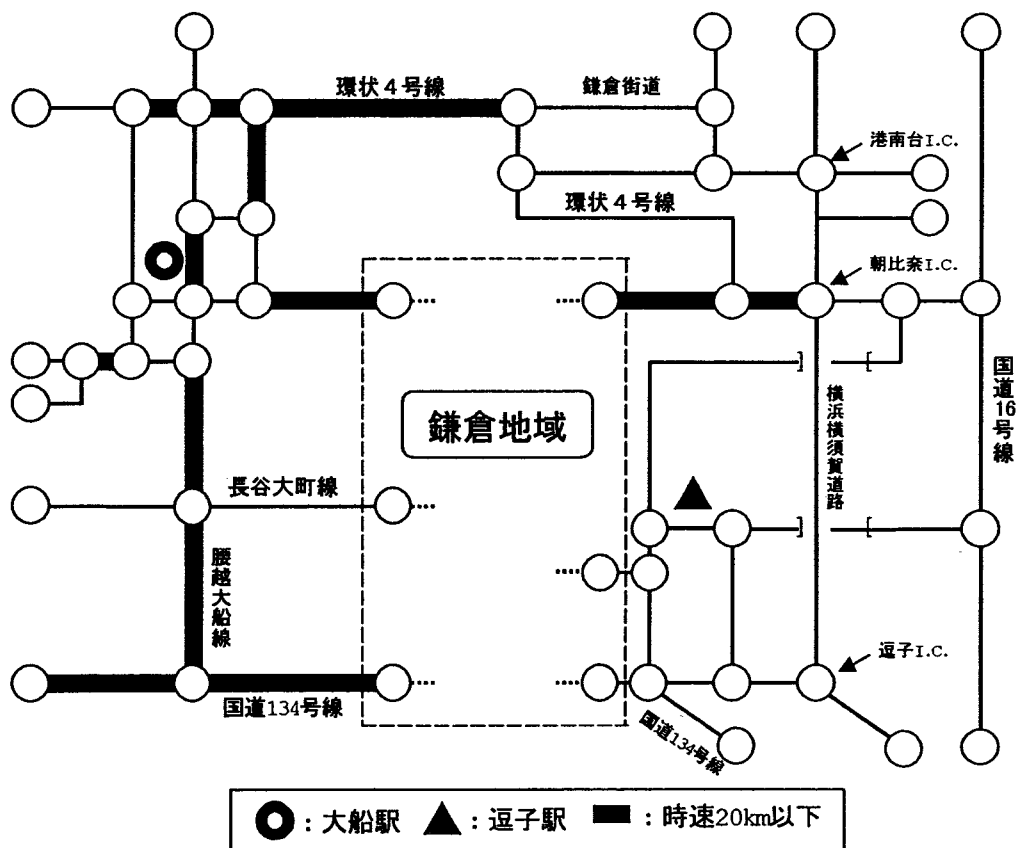 環状４号線
鎌倉街道
港南台I.C.
環状４号線
朝比奈I.C.
国道16号線
横浜横須賀道路
鎌倉地域
長谷大町線
腰越大船線
逗子I.C.
国道134号線
国道134号線
：大船駅　：逗子駅　：時速20km以下